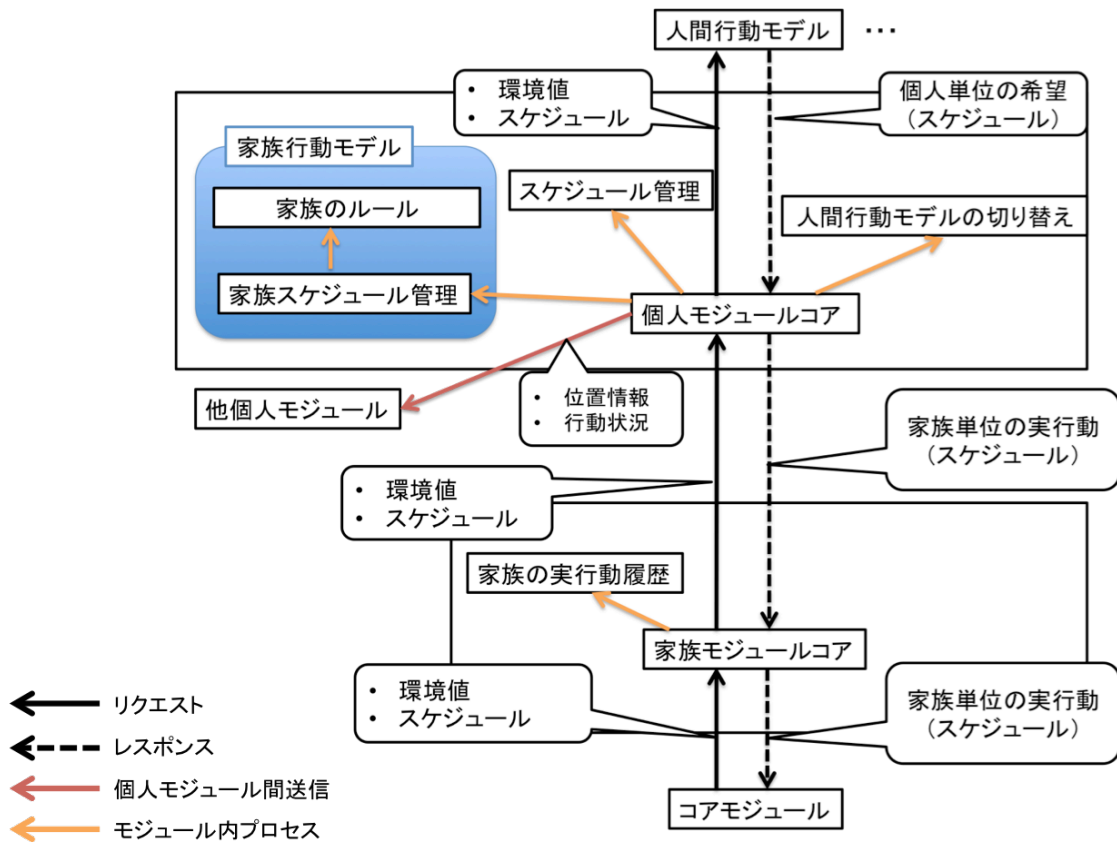 人間行動モデル
･･･
• 環境値
• スケジュール
個人単位の希望
(スケジュール)
家族行動モデル
家族のルール
スケジュール管理
人間行動モデルの切り替え
家族スケジュール管理
個人モジュールコア
他個人モジュール
• 位置情報
• 行動状況
家族単位の実行動
(スケジュール)
• 環境値
• スケジュール
家族の実行動履歴
家族モジュールコア
• 環境値
• スケジュール
家族単位の実行動
(スケジュール)
コアモジュール
リクエスト
レスポンス
個人モジュール間送信
モジュール内プロセス